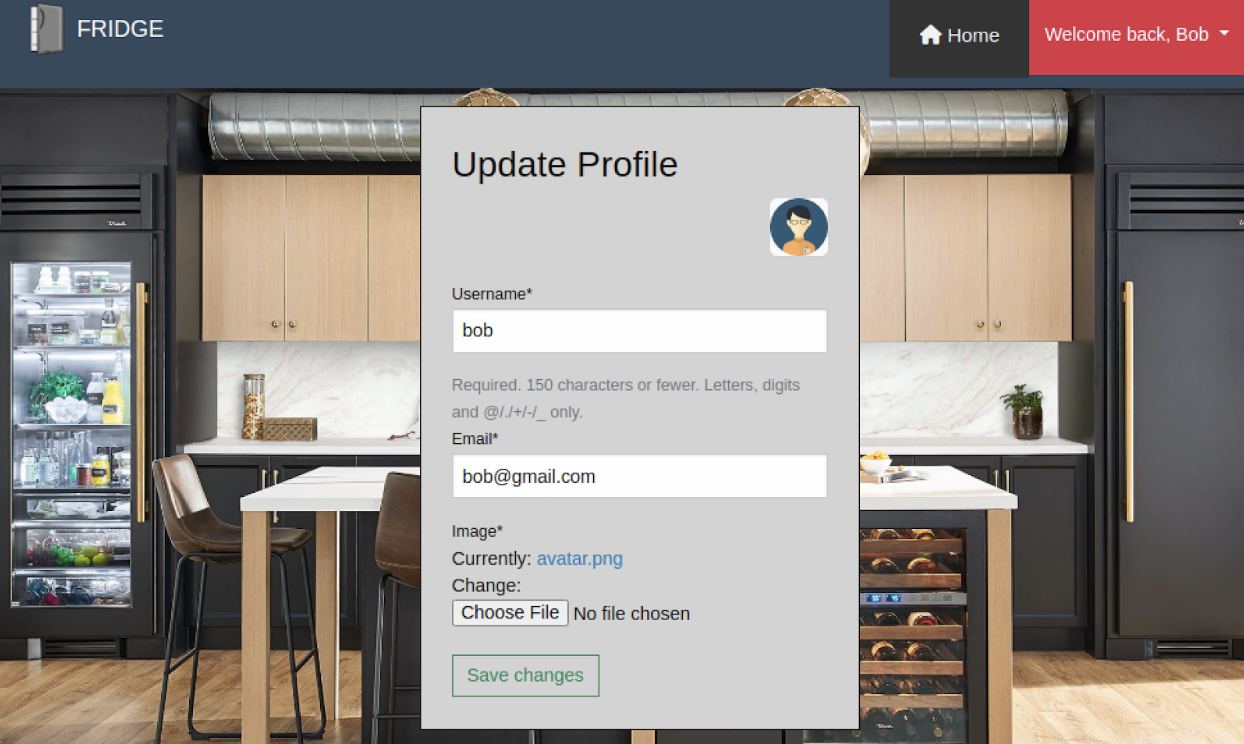 FRIDGE
Home
Welcome back, Bob
Update Profile
Username*
bob
Required. 150 characters or fewer. Letters, digits
and @/./+/-/_ only.
Email*
bob@gmail.com
Image*
Currently: avatar.png
Change:
Choose File No file chosen
Save changes